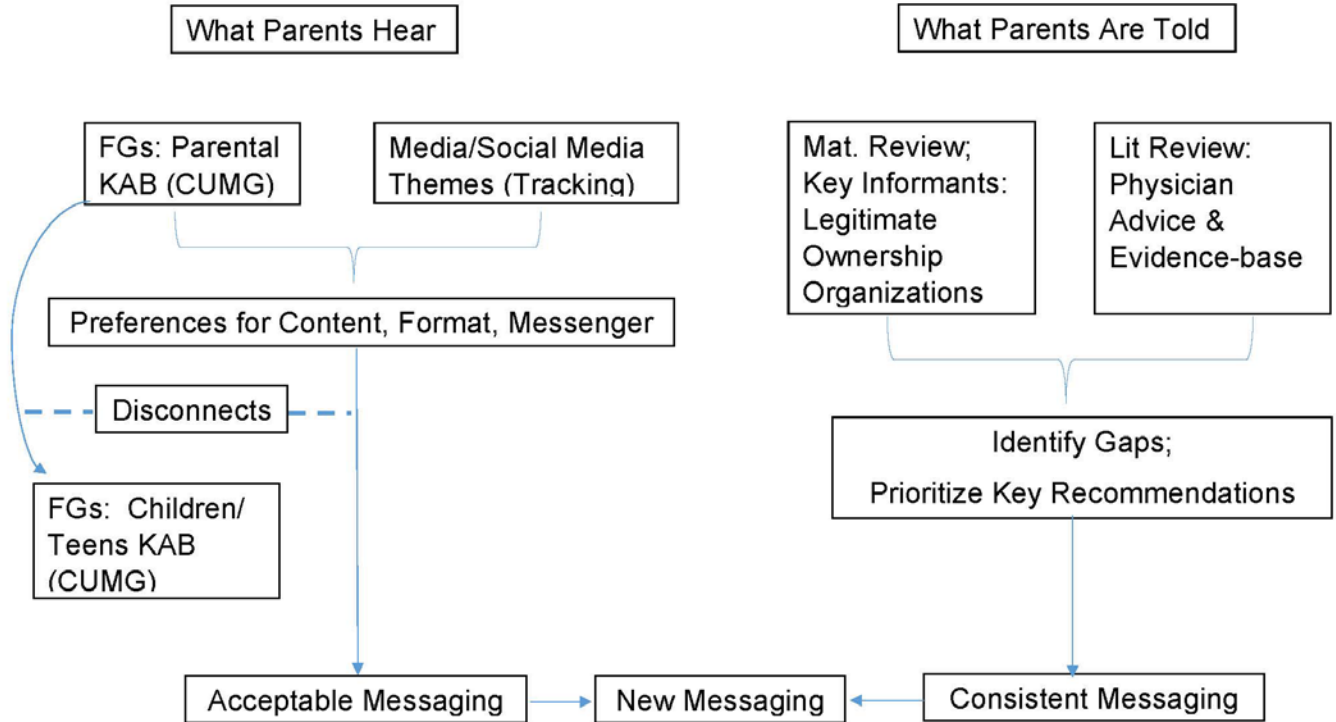 What Parents Hear
What Parents Are Told
FGs: Parental
KAB (CUMG)
Media/Social Media
Themes (Tracking)
Mat. Review;
Key Informants:
Legitimate
Ownership
Organizations
Lit Review:
Physician
Advice &
Evidence-base
Preferences for Content, Format, Messenger
Disconnects
FGs:  Children/
Teens KAB
(CUMG)
Identify Gaps;
Prioritize Key Recommendations
Acceptable Messaging
New Messaging
Consistent Messaging